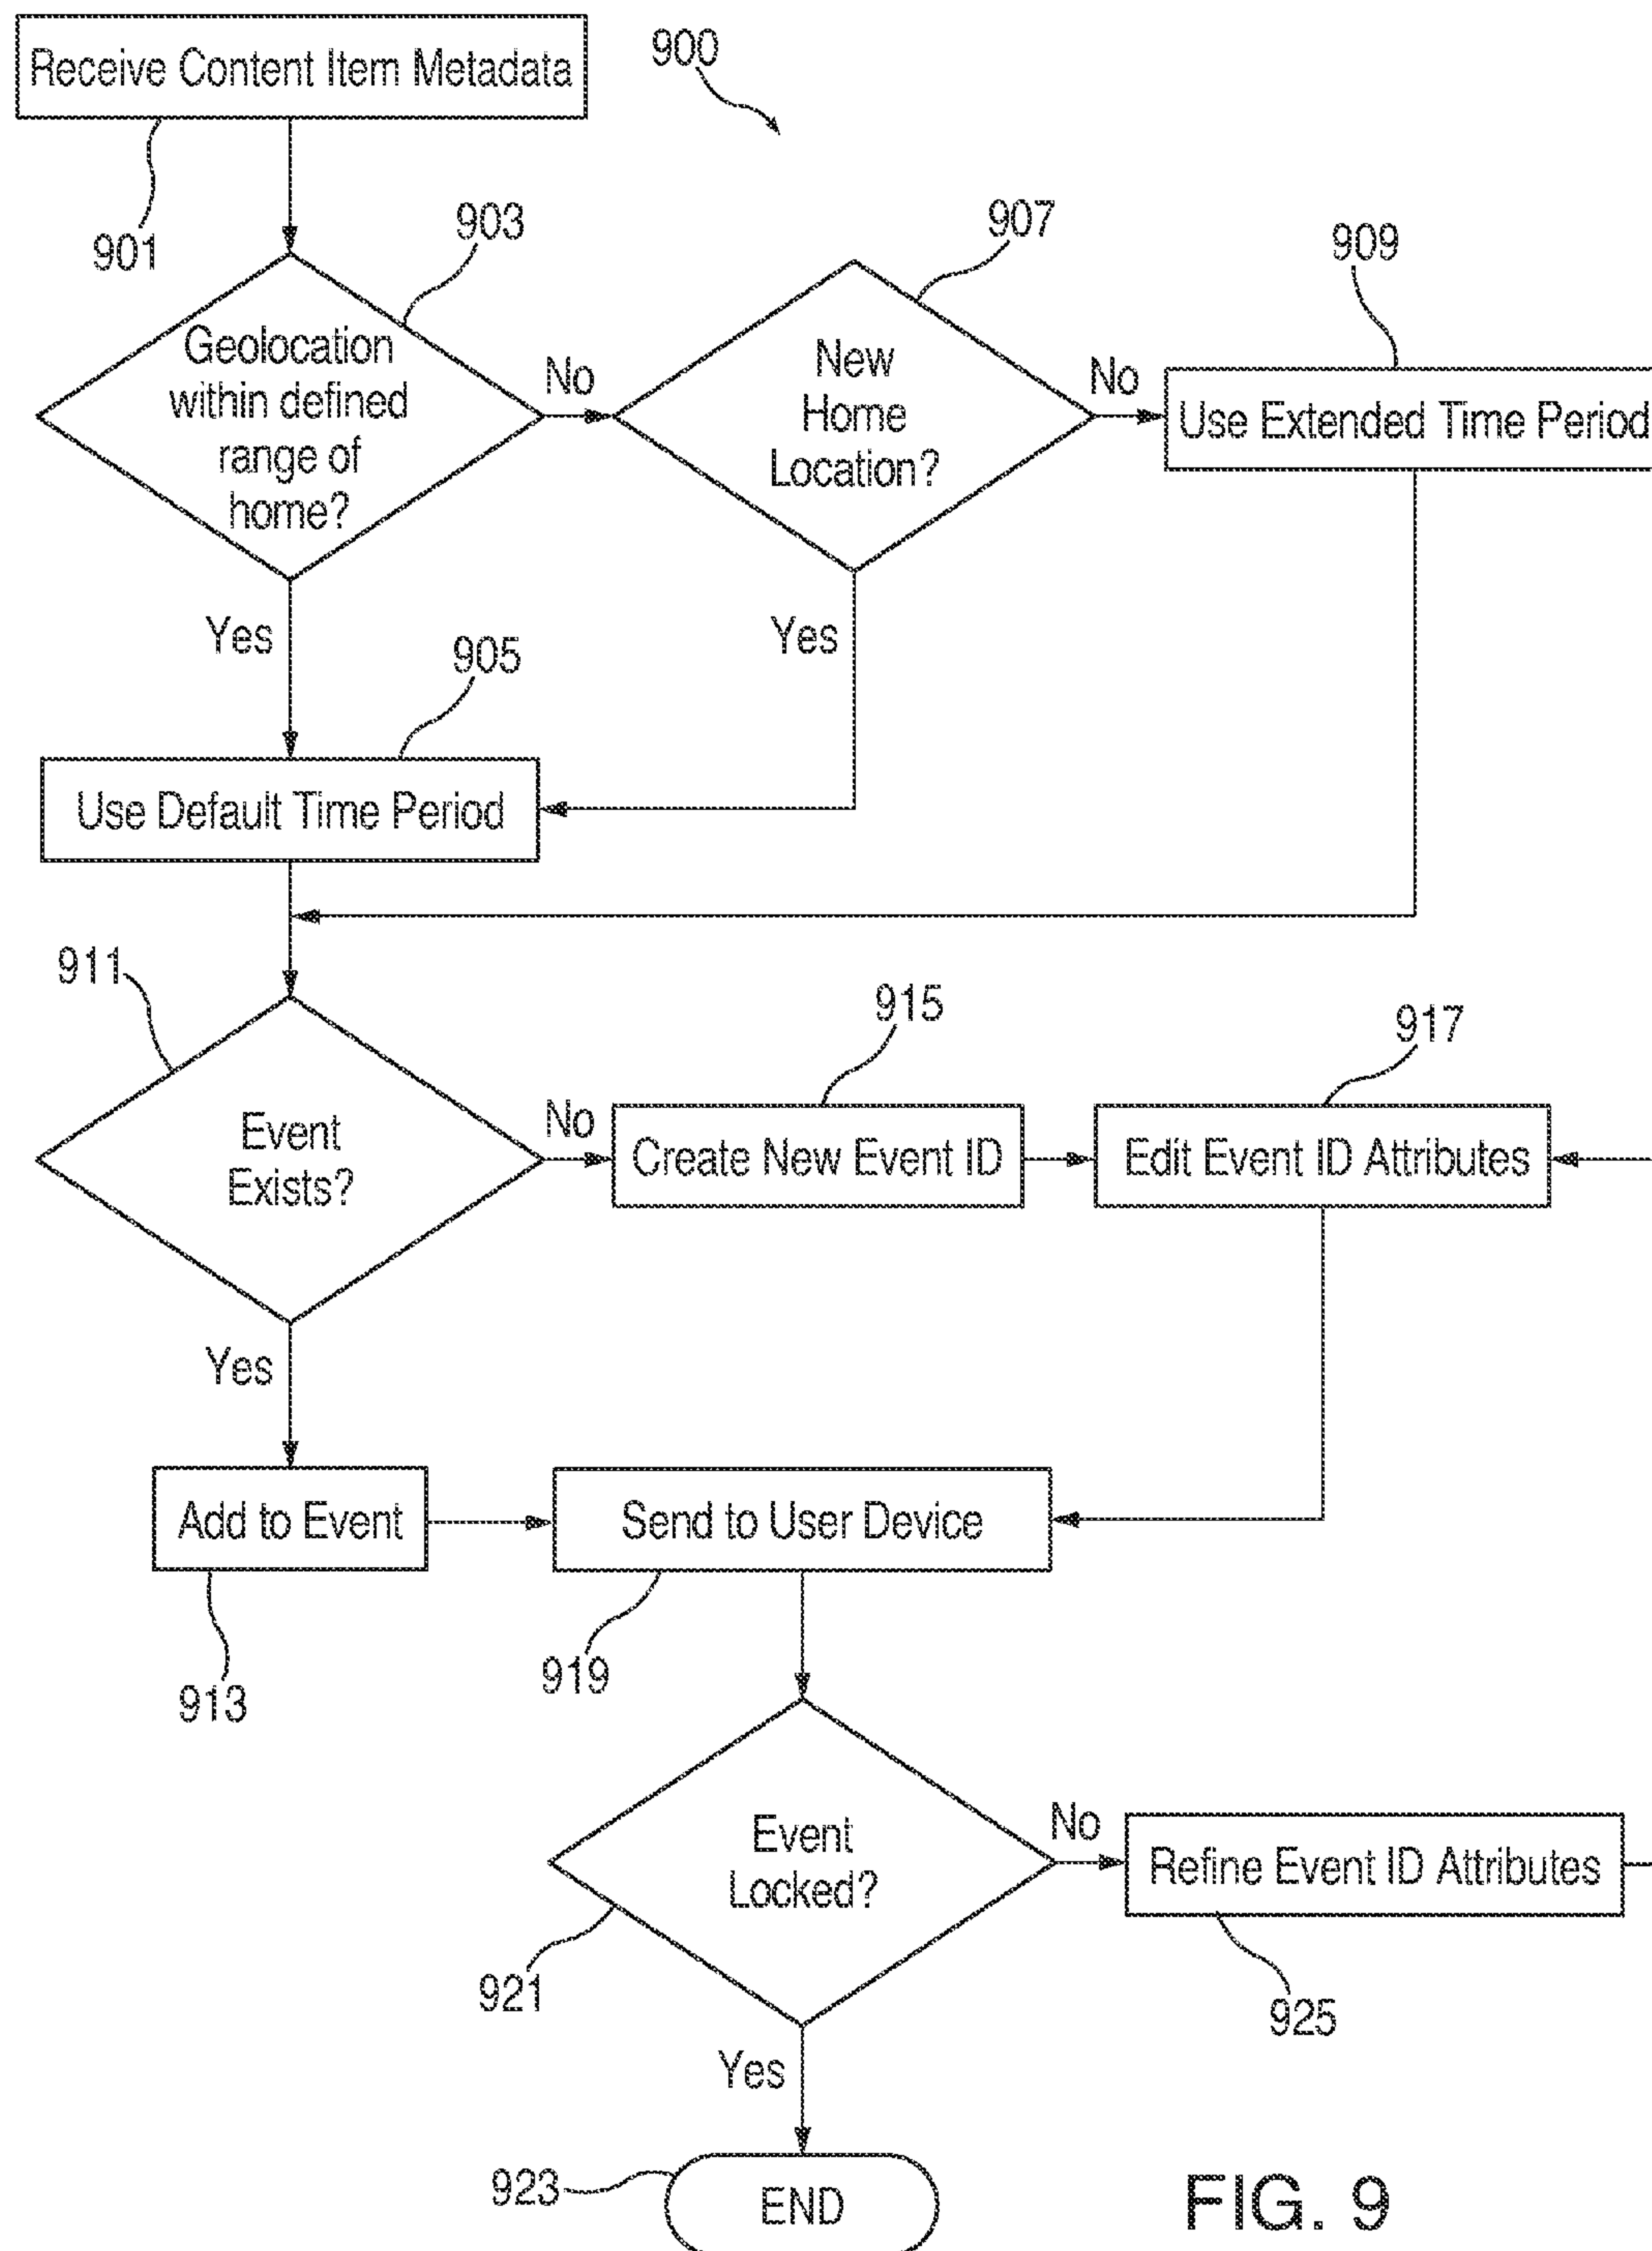 Receive Content Item Metadata
900
901
903
907
909
Geolocation
within defined
range of
home?
No
New
Home
Location?
No
Use Extended Time Period
Yes
Yes
905
Use Default Time Period
911
915
917
Event
Exists?
No
Create New Event ID
Edit Event ID Attributes
Yes
Add to Event
Send to User Device
913
919
Event
Locked?
No
Refine Event ID Attributes
921
925
Yes
923
END
FIG. 9